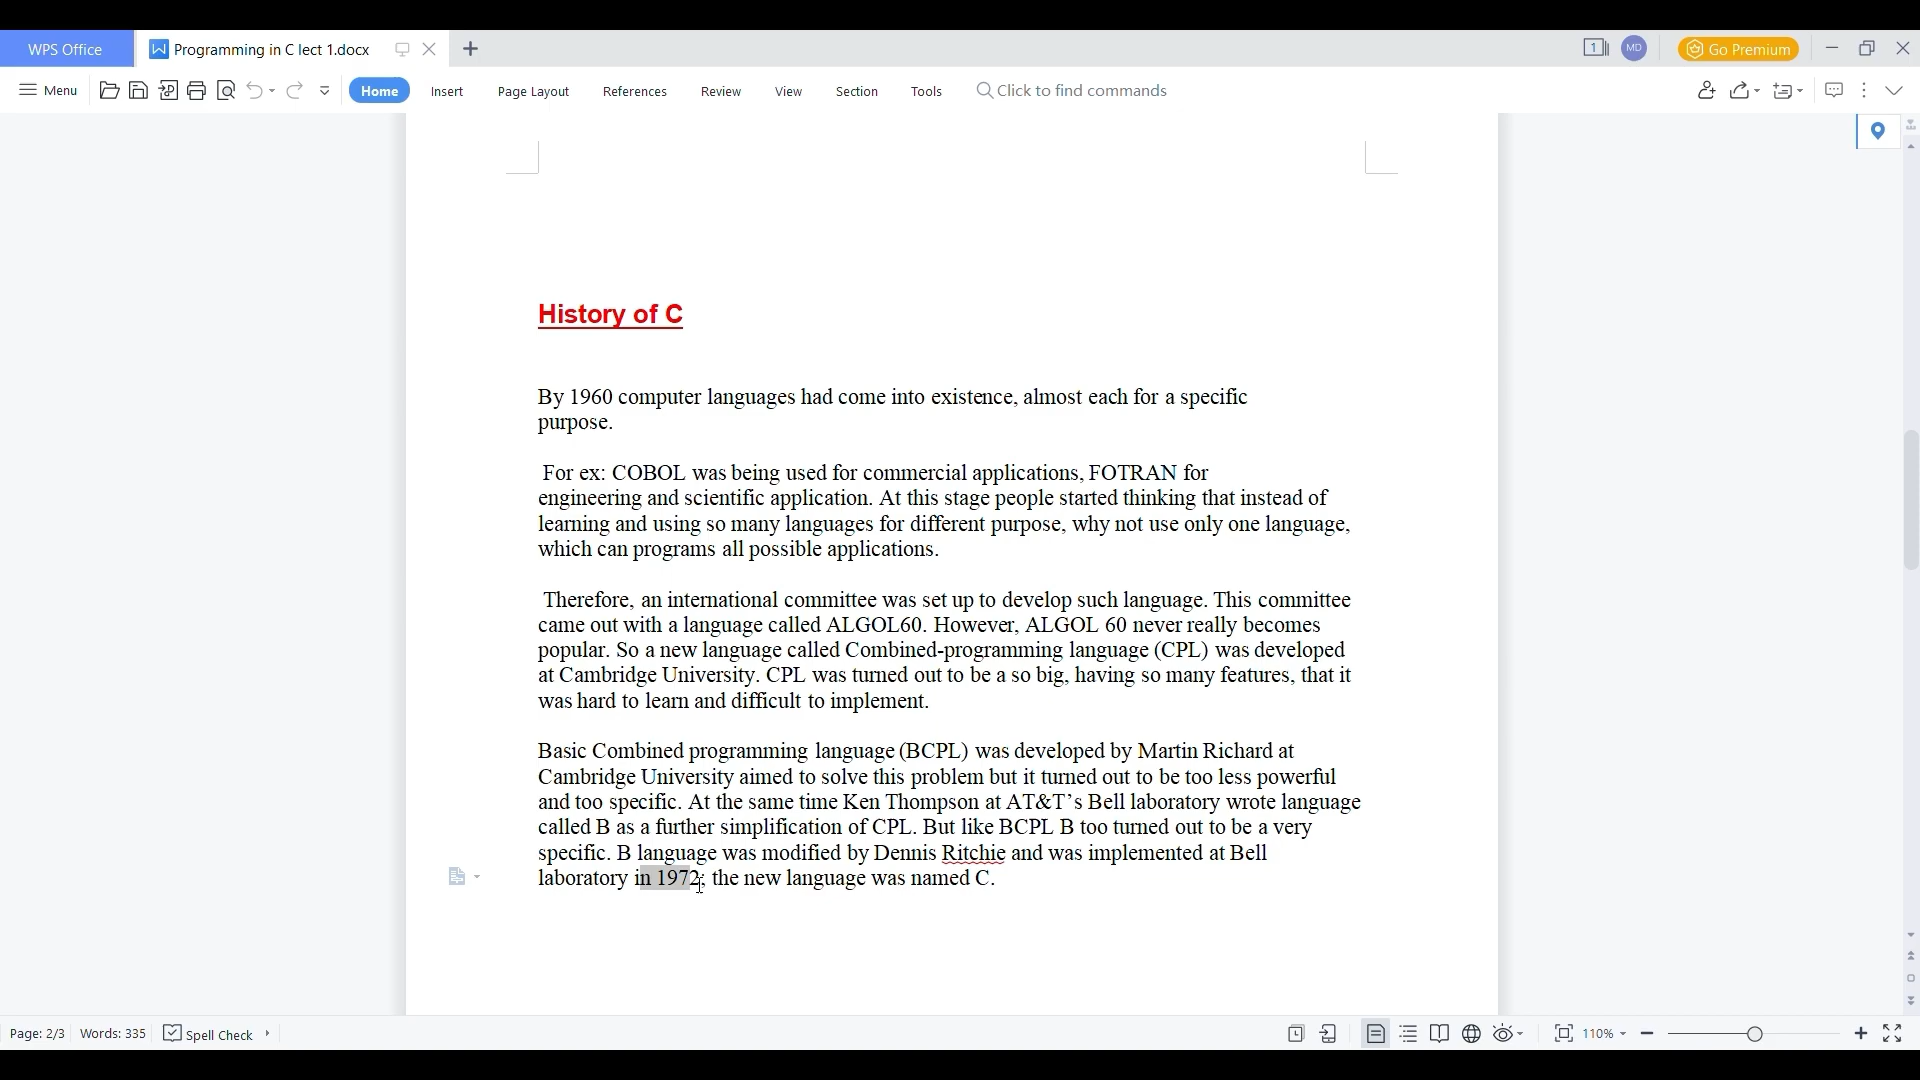 WPS Office
Programming in C lect 1.docx
1
MD
Go Premium
Menu
Home
Insert
Page Layout
References
Review
View
Section
Tools
Click to find commands
History of C
By 1960 computer languages had come into existence, almost each for a specific
purpose.
For ex: COBOL was being used for commercial applications, FOTRAN for
engineering and scientific application. At this stage people started thinking that instead of
learning and using so many languages for different purpose, why not use only one language,
which can programs all possible applications.
Therefore, an international committee was set up to develop such language. This committee
came out with a language called ALGOL60. However, ALGOL 60 never really becomes
popular. So a new language called Combined-programming language (CPL) was developed
at Cambridge University. CPL was turned out to be a so big, having so many features, that it
was hard to learn and difficult to implement.
Basic Combined programming language (BCPL) was developed by Martin Richard at
Cambridge University aimed to solve this problem but it turned out to be too less powerful
and too specific. At the same time Ken Thompson at AT&T’s Bell laboratory wrote language
called B as a further simplification of CPL. But like BCPL B too turned out to be a very
specific. B language was modified by Dennis Ritchie and was implemented at Bell
laboratory in 1972; the new language was named C.
Page: 2/3
Words: 335
Spell Check
110%